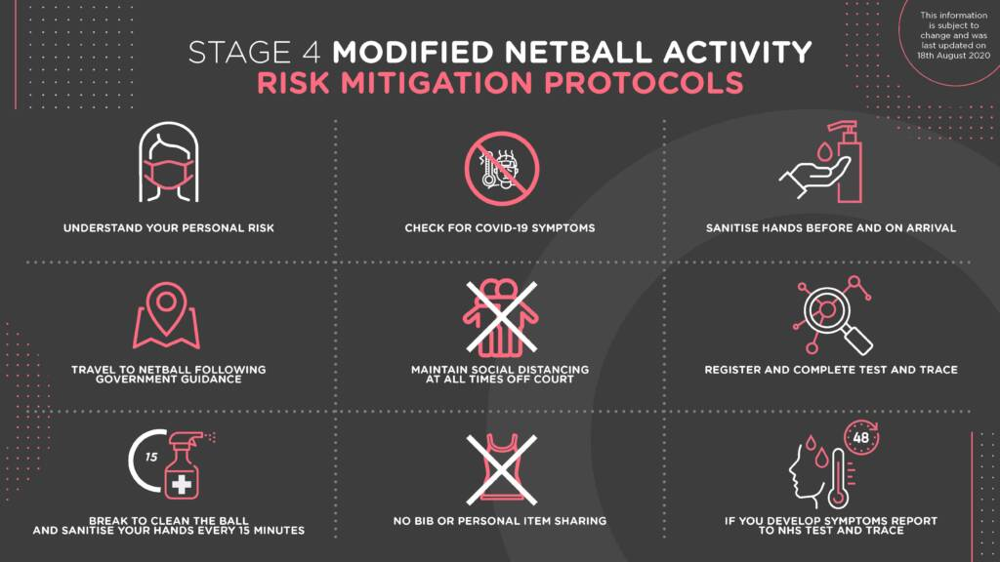 This information
is subject to
change and was
last updated on
18th August 2020
STAGE 4 MODIFIED NETBALL ACTIVITY
RISK MITIGATION PROTOCOLS
UNDERSTAND YOUR PERSONAL RISK
CHECK FOR COVID-19 SYMPTOMS
SANITISE HANDS BEFORE AND ON ARRIVAL
TRAVEL TO NETBALL FOLLOWING
GOVERNMENT GUIDANCE
MAINTAIN SOCIAL DISTANCING
AT ALL TIMES OFF COURT
REGISTER AND COMPLETE TEST AND TRACE
15
BREAK TO CLEAN THE BALL
AND SANITISE YOUR HANDS EVERY 15 MINUTES
NO BIB OR PERSONAL ITEM SHARING
48
IF YOU DEVELOP SYMPTOMS REPORT
TO NHS TEST AND TRACE